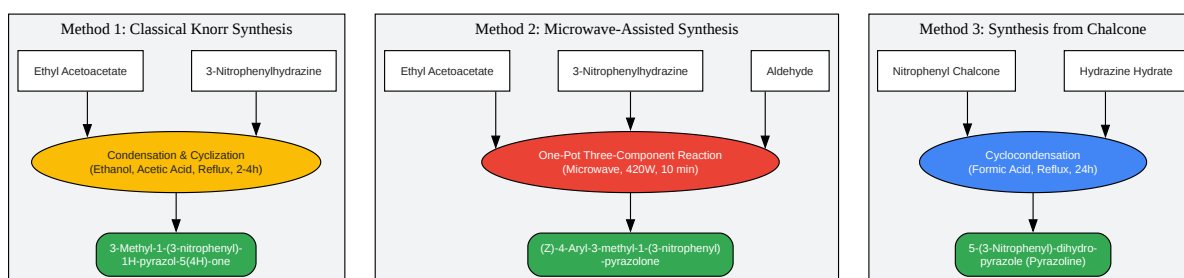 Method 1: Classical Knorr Synthesis
Ethyl Acetoacetate
3-Nitrophenylhydrazine
Condensation & Cyclization
(Ethanol, Acetic Acid, Reflux, 2-4h)
3-Methyl-1-(3-nitrophenyl)-
1H-pyrazol-5(4H)-one
Method 2: Microwave-Assisted Synthesis
Ethyl Acetoacetate
3-Nitrophenylhydrazine
Aldehyde
One-Pot Three-Component Reaction
(Microwave, 420W, 10 min)
(Z)-4-Aryl-3-methyl-1-(3-nitrophenyl)
-pyrazolone
Method 3: Synthesis from Chalcone
Nitrophenyl Chalcone
Hydrazine Hydrate
Cyclocondensation
(Formic Acid, Reflux, 24h)
5-(3-Nitrophenyl)-dihydro-
pyrazole (Pyrazoline)